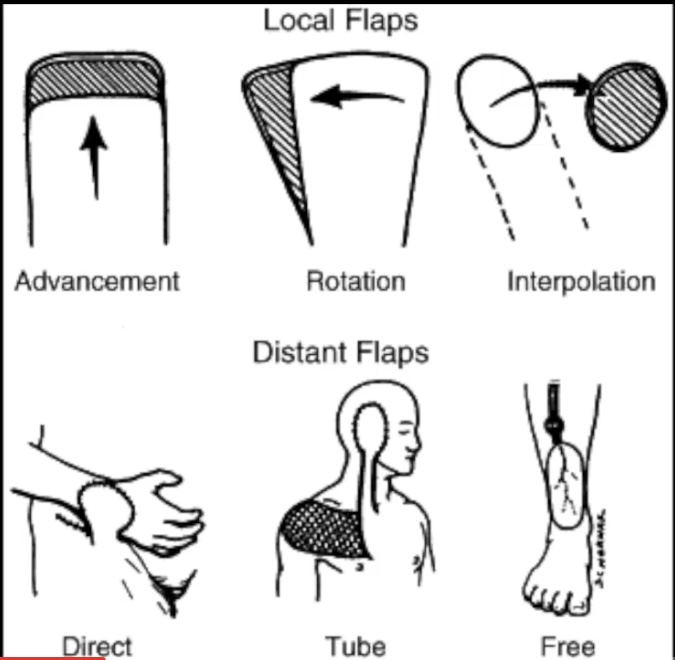 Local Flaps
Advancement
Rotation
Interpolation
Distant Flaps
Direct
Tube
Free